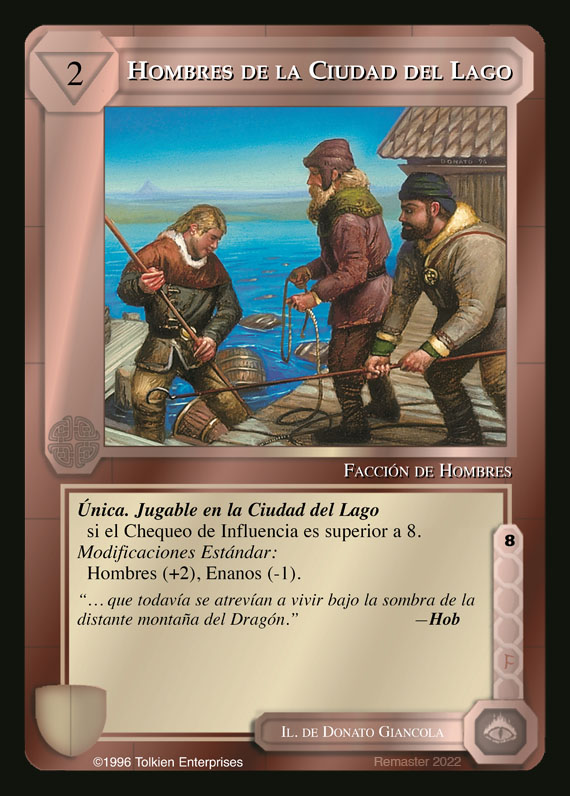 2
HOMBRES DE LA CIUDAD DEL LAGO
DONATO 95
FACCIÓN DE HOMBRES
Única. Jugable en la Ciudad del Lago
si el Chequeo de Influencia es superior a 8.
Modificaciones Estándar:
Hombres (+2), Enanos (-1).
“… que todavía se atrevían a vivir bajo la sombra de la
distante montaña del Dragón.” —Hob
8
F
IL. DE DONATO GIANCOLA
©1996 Tolkien Enterprises
Remaster 2022